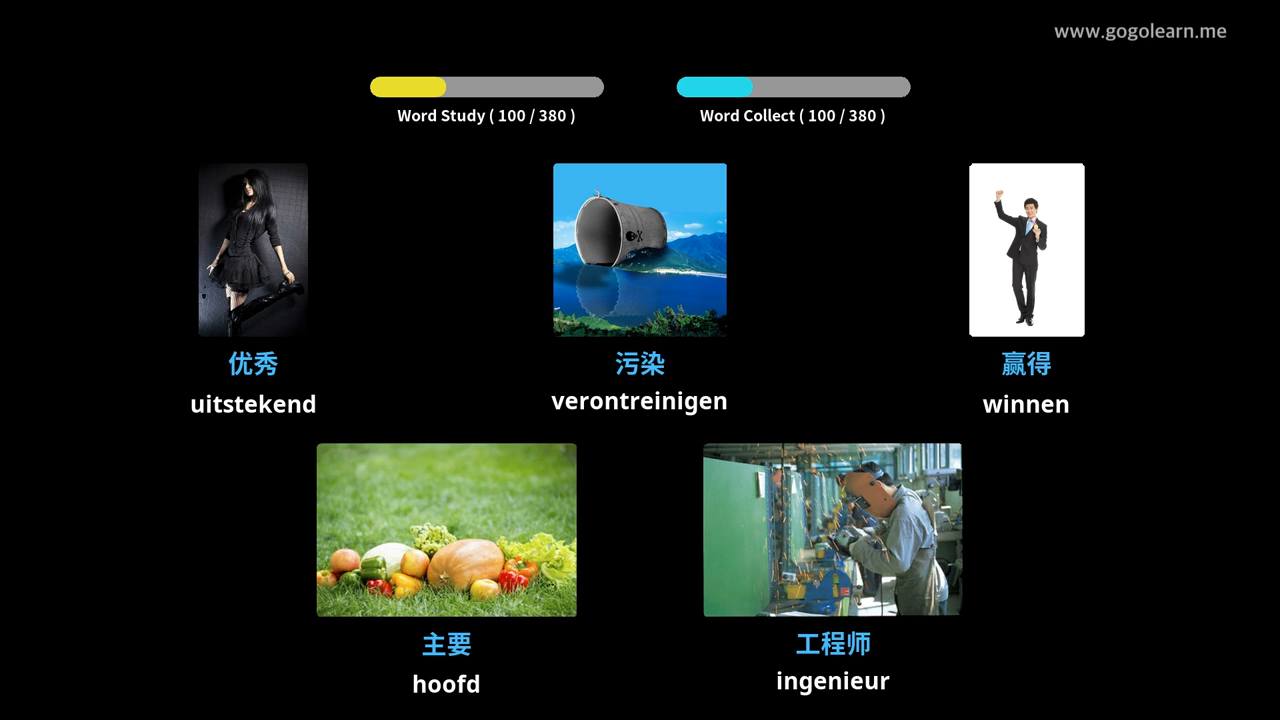 www.gogolearn.me
Word Study ( 100 / 380 )
Word Collect ( 100 / 380 )
优秀
uitstekend
污染
verontreinigen
赢得
winnen
主要
hoofd
工程师
ingenieur